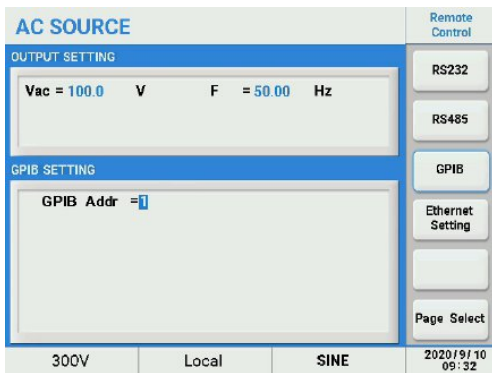 AC SOURCE
OUTPUT SETTING
Vac = 100.0 V F = 50.00 Hz
GPIB SETTING
GPIB Addr =1
300V Local SINE
Remote
Control
RS232
RS485
GPIB
Ethernet
Setting
Page Select
2020/9/10
09:32